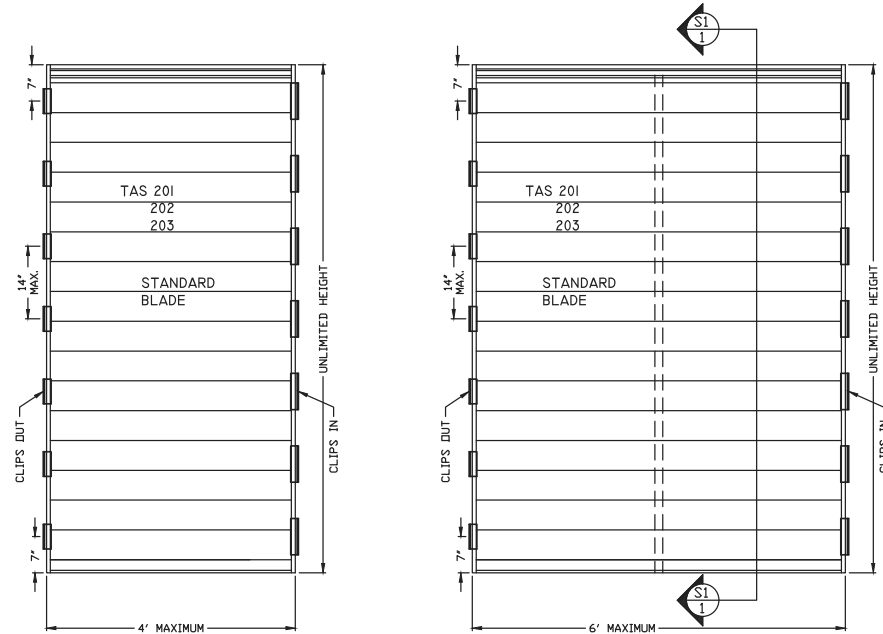 7"
TAS 201
202
203
STANDARD
BLADE
14"
MAX.
UNLIMITED HEIGHT
CLIPS OUT
CLIPS IN
7"
4' MAXIMUM
S1
1
7"
TAS 201
202
203
STANDARD
BLADE
14"
MAX.
UNLIMITED HEIGHT
CLIPS OUT
CLIPS IN
7"
S1
1
6' MAXIMUM